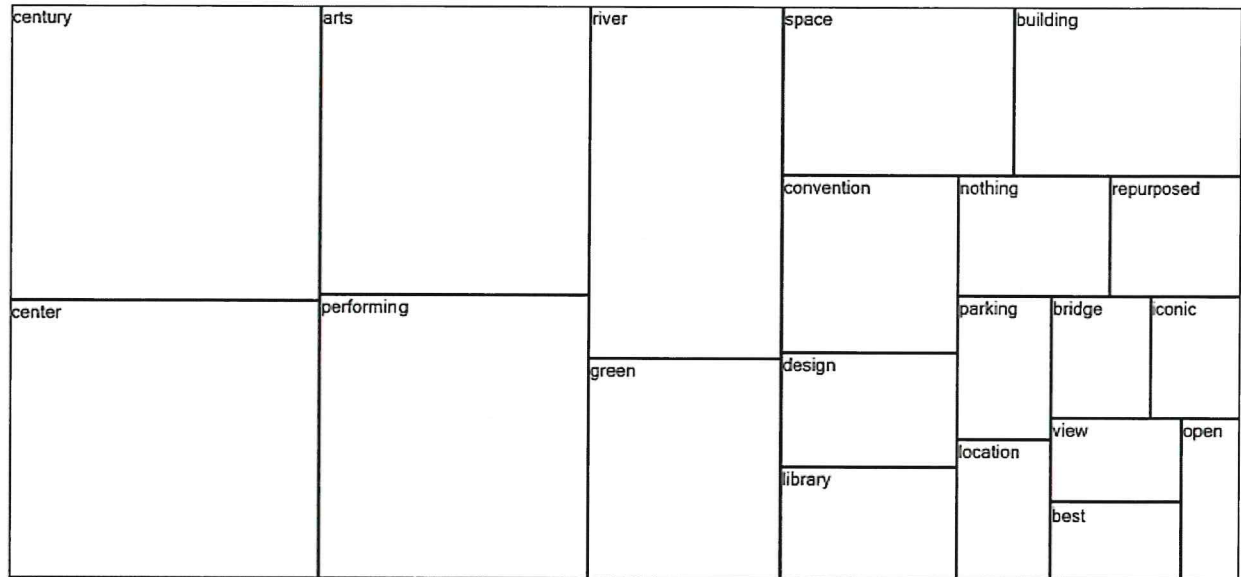 century
arts
river
space
building
convention
nothing
repurposed
center
performing
parking
bridge
iconic
design
green
view
open
location
library
best